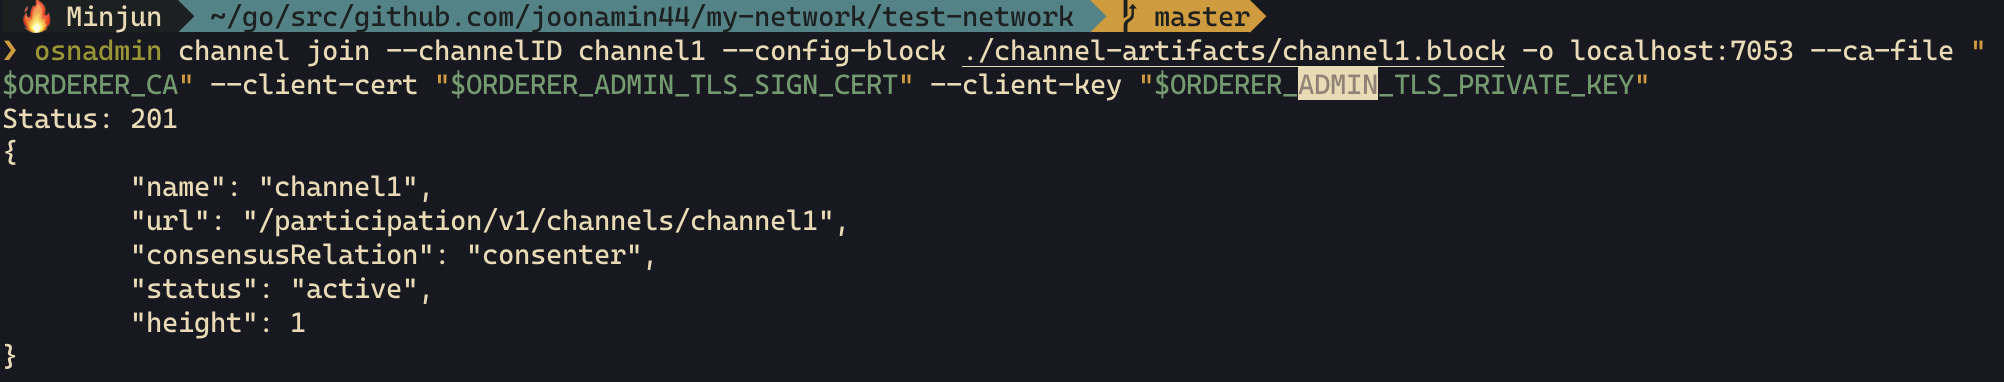 Minjun ~/go/src/github.com/joonamin44/my-network/test-network master
❯ osnadmin channel join --channelID channel1 --config-block ./channel-artifacts/channel1.block -o localhost:7053 --ca-file "
$ORDERER_CA" --client-cert "$ORDERER_ADMIN_TLS_SIGN_CERT" --client-key "$ORDERER_ADMIN_TLS_PRIVATE_KEY"
Status: 201
{
"name": "channel1",
"url": "/participation/v1/channels/channel1",
"consensusRelation": "consenter",
"status": "active",
"height": 1
}